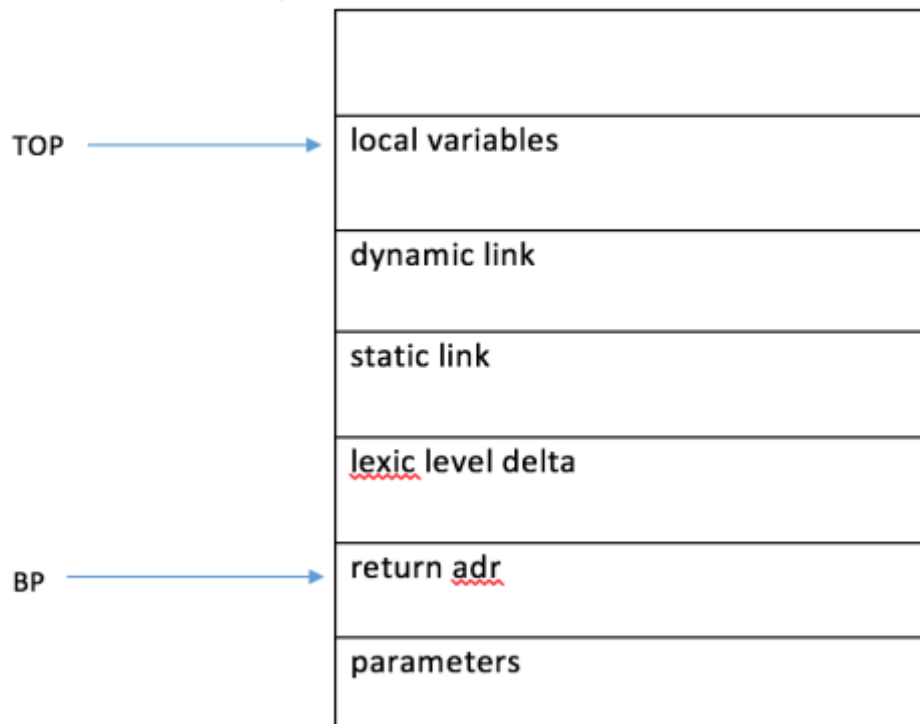 TOP
local variables
dynamic link
static link
lexic level delta
BP
return adr
parameters